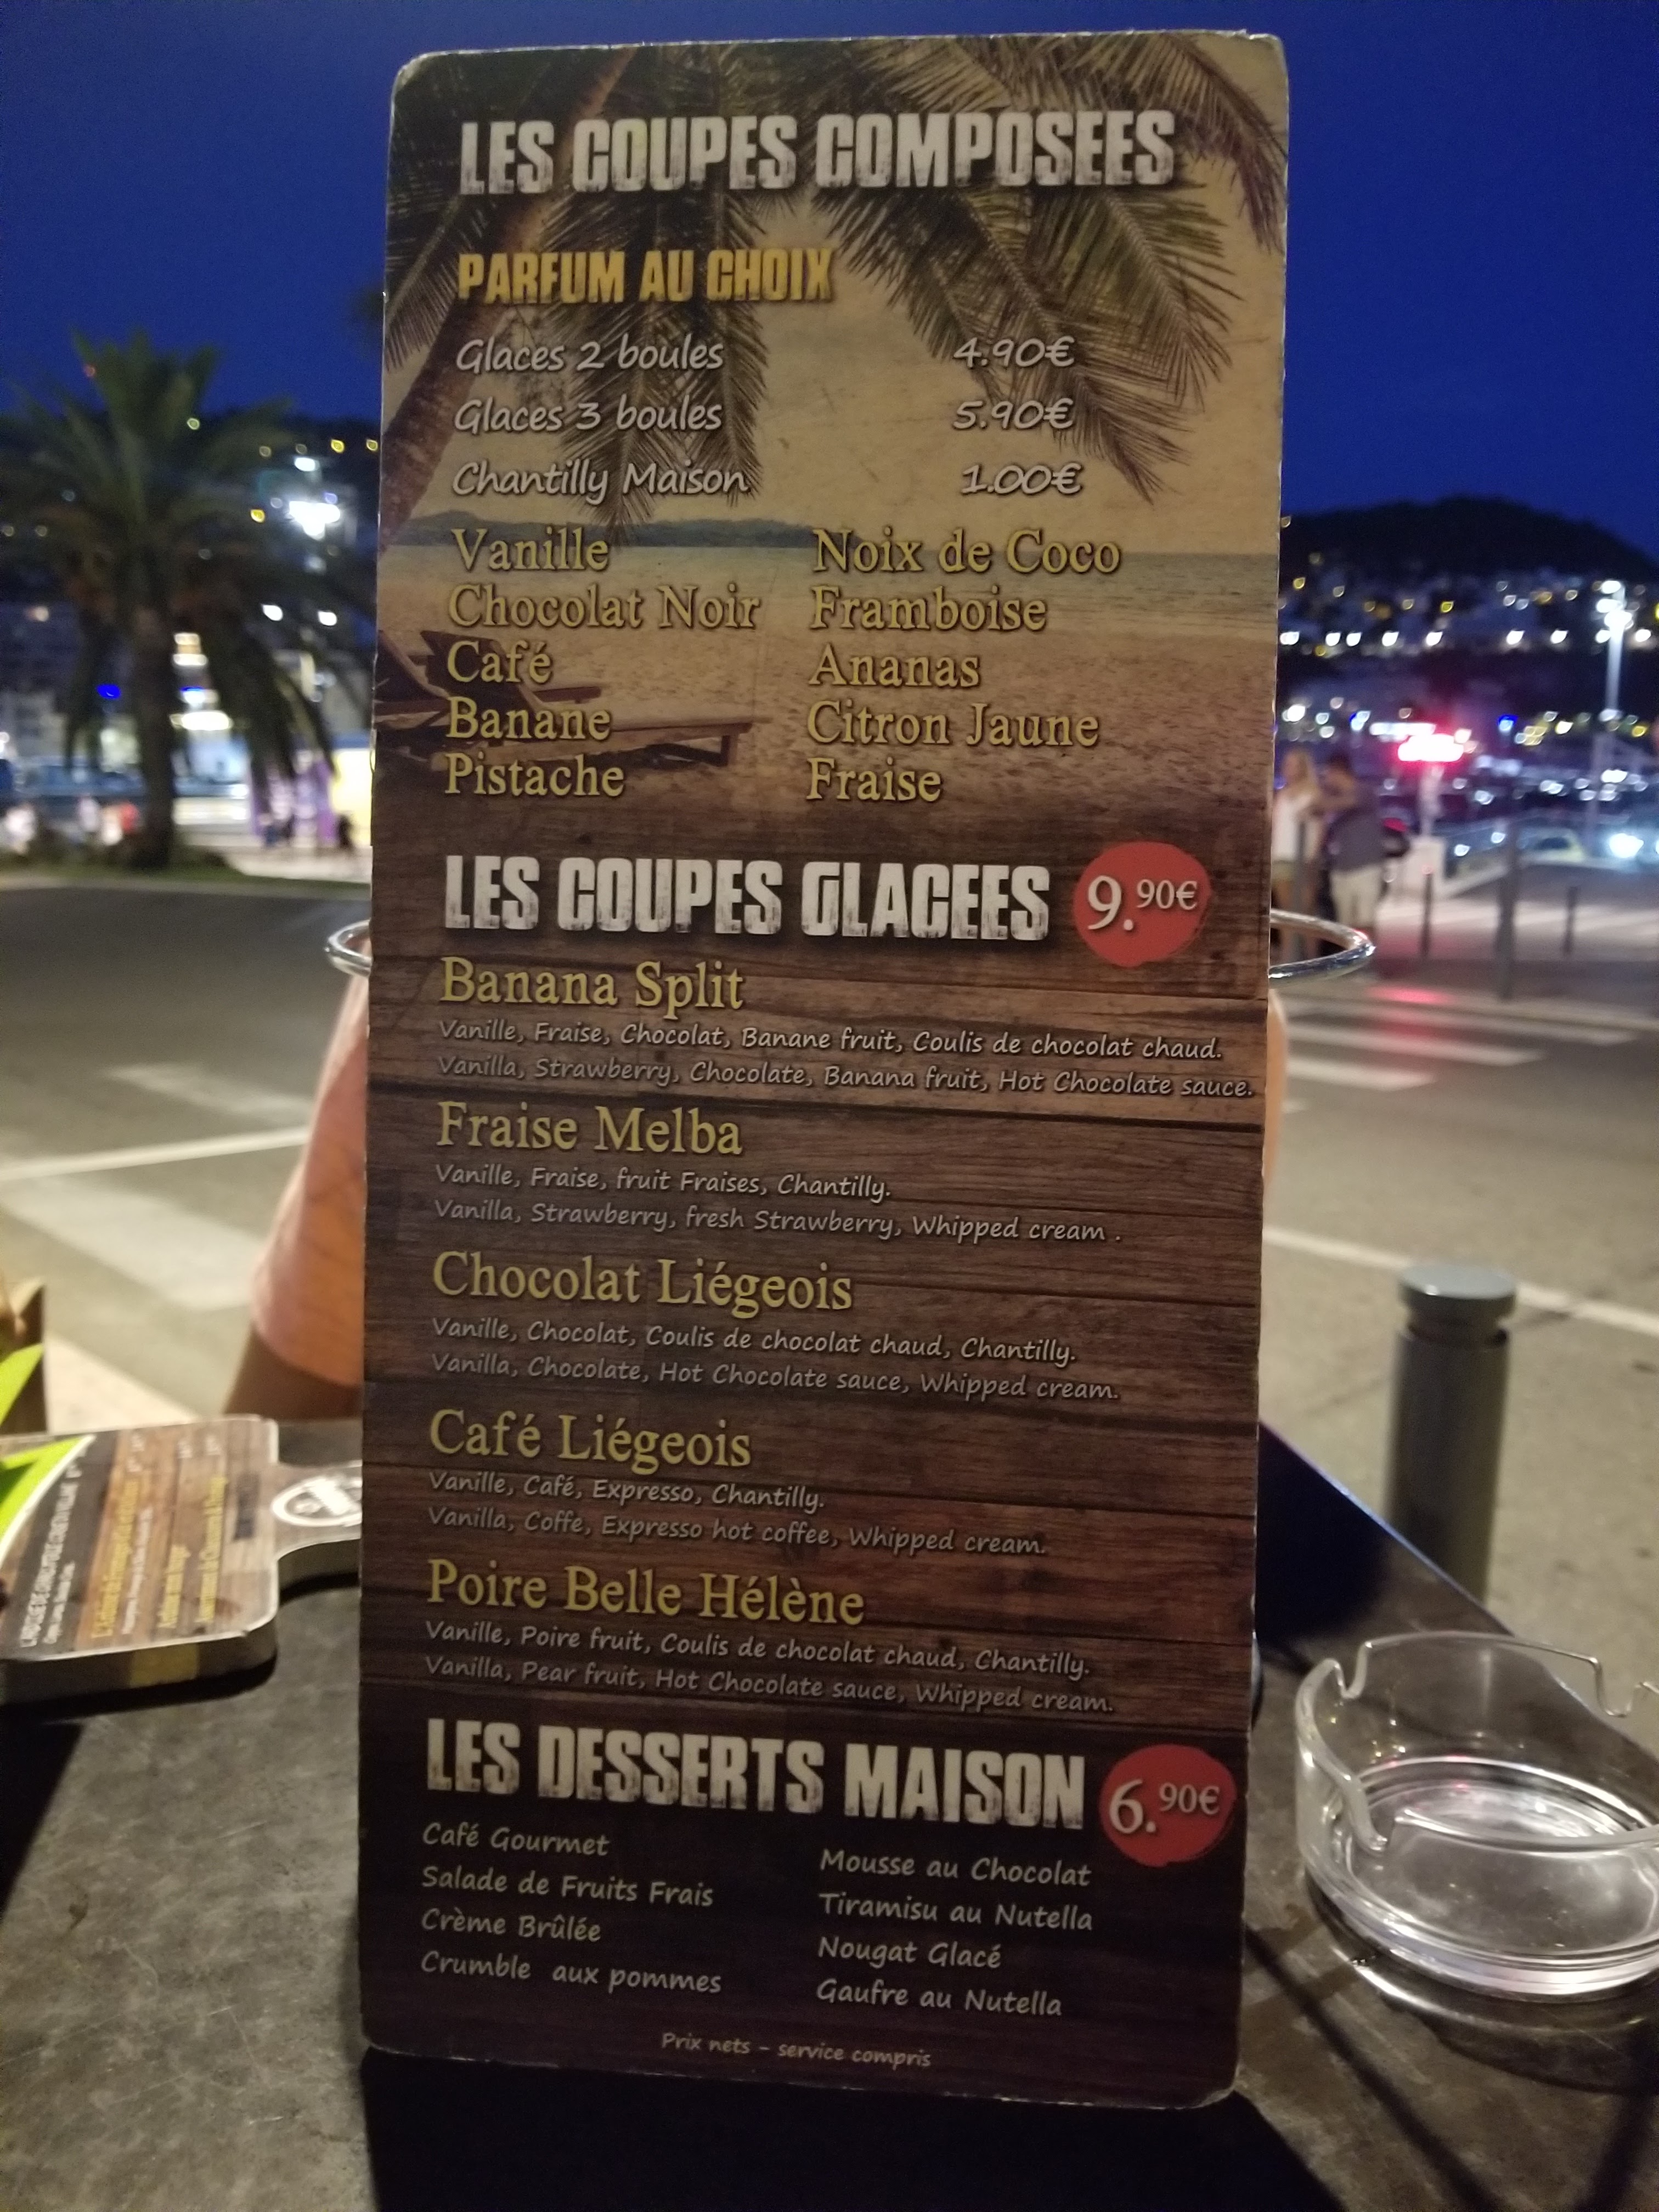 LES COUPES COMPOSEES
PARFUM AU CHOIX
Glaces 2 boules 4.90€
Glaces 3 boules 5.90€
Chantilly Maison 1.00€
Vanille Noix de Coco
Chocolat Noir Framboise
Café Ananas
Banane Citron Jaune
Pistache Fraise
LES COUPES GLACEES 9.90€
Banana Split
Vanille, Fraise, Chocolat, Banane fruit, Coulis de chocolat chaud.
Vanilla, Strawberry, Chocolate, Banana fruit, Hot Chocolate sauce.
Fraise Melba
Vanille, Fraise, fruit Fraises, Chantilly.
Vanilla, Strawberry, fresh Strawberry, Whipped cream .
Chocolat Liégeois
Vanille, Chocolat, Coulis de chocolat chaud, Chantilly.
Vanilla, Chocolate, Hot Chocolate sauce, Whipped cream.
Café Liégeois
Vanille, Café, Expresso, Chantilly.
Vanilla, Coffe, Expresso hot coffee, Whipped cream.
Poire Belle Hélène
Vanille, Poire fruit, Coulis de chocolat chaud, Chantilly.
Vanilla, Pear fruit, Hot Chocolate sauce, Whipped cream.
LES DESSERTS MAISON 6.90€
Café Gourmet Mousse au Chocolat
Salade de Fruits Frais Tiramisu au Nutella
Crème Brûlée Nougat Glacé
Crumble aux pommes Gaufre au Nutella
Prix nets - service compris